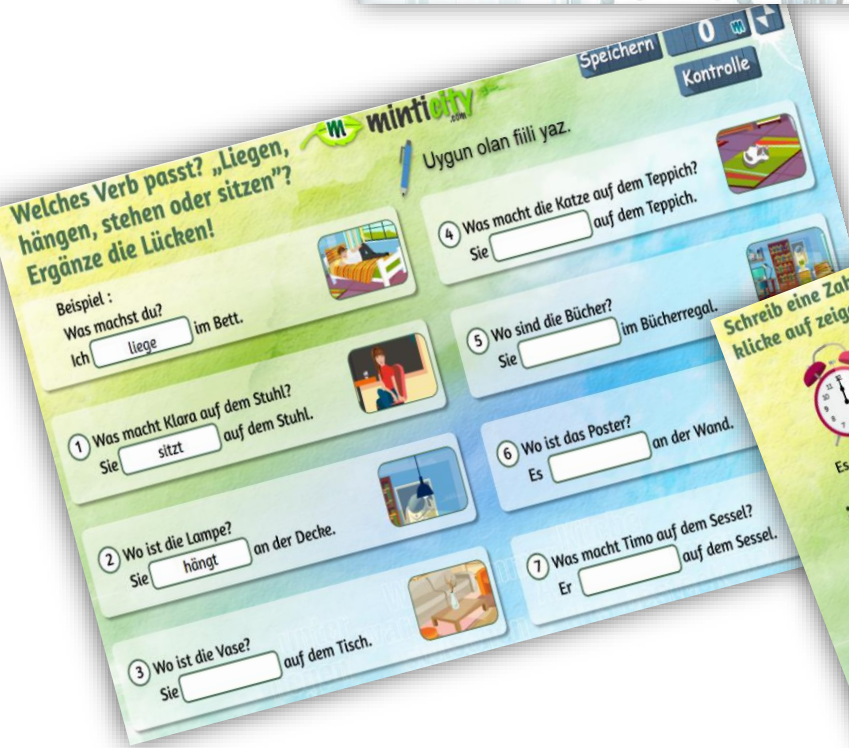 Speichern
0
m
Kontrolle
m minticity
.com
Welches Verb passt? „Liegen,
hängen, stehen oder sitzen”?
Ergänze die Lücken!
Uygun olan fiili yaz.
Beispiel :
Was machst du?
Ich liege im Bett.
1 Was macht Klara auf dem Stuhl?
Sie sitzt auf dem Stuhl.
2 Wo ist die Lampe?
Sie hängt an der Decke.
3 Wo ist die Vase?
Sie auf dem Tisch.
4 Was macht die Katze auf dem Teppich?
Sie auf dem Teppich.
5 Wo sind die Bücher?
Sie im Bücherregal.
6 Wo ist das Poster?
Es an der Wand.
7 Was macht Timo auf dem Sessel?
Er auf dem Sessel.
Schreib eine Zah
klicke auf zeig
Es